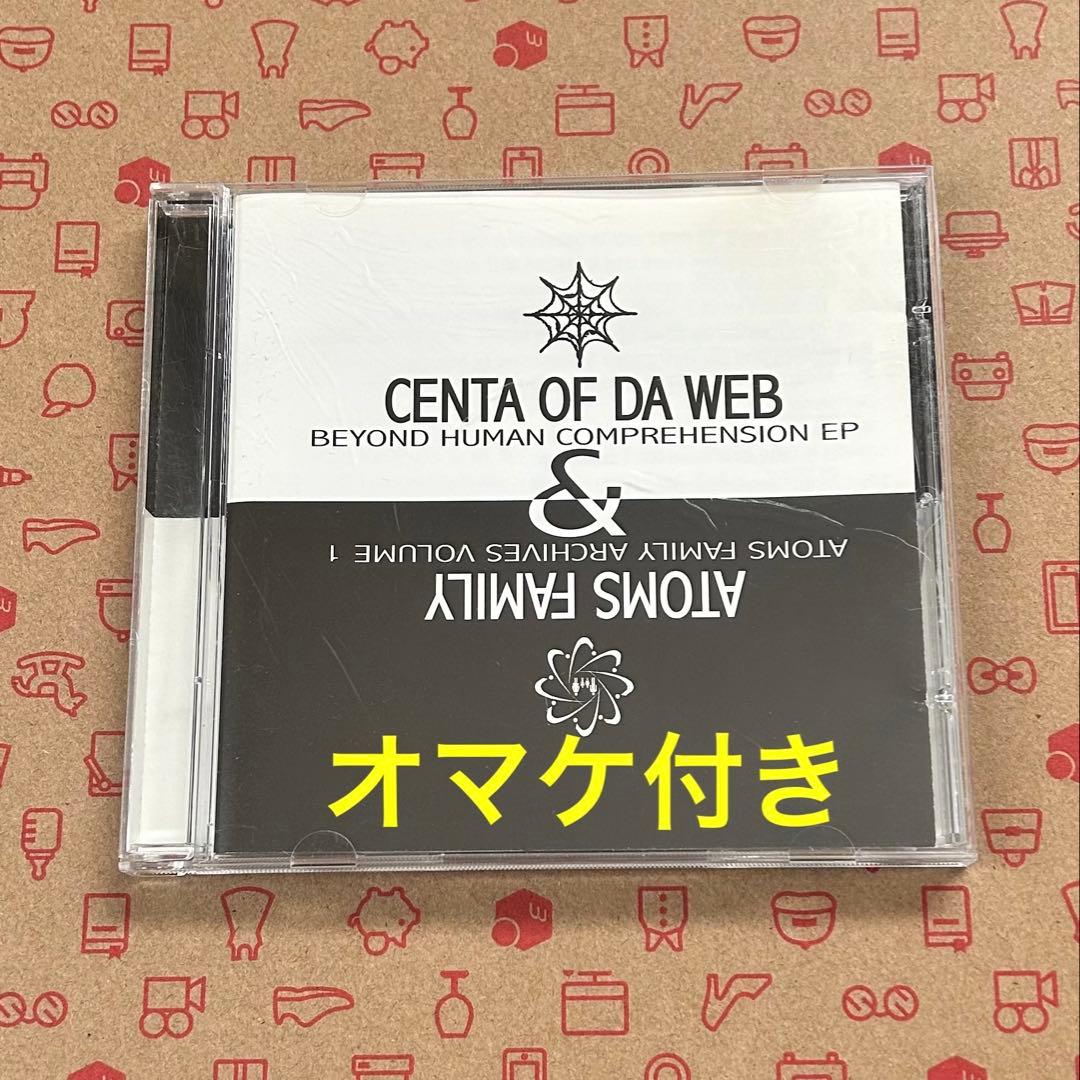 CENTA OF DA WEB
BEYOND HUMAN COMPREHENSION EP
&
ATOMS FAMILY ARCHIVES VOLUME 1
ATOMS FAMILY
オマケ付き